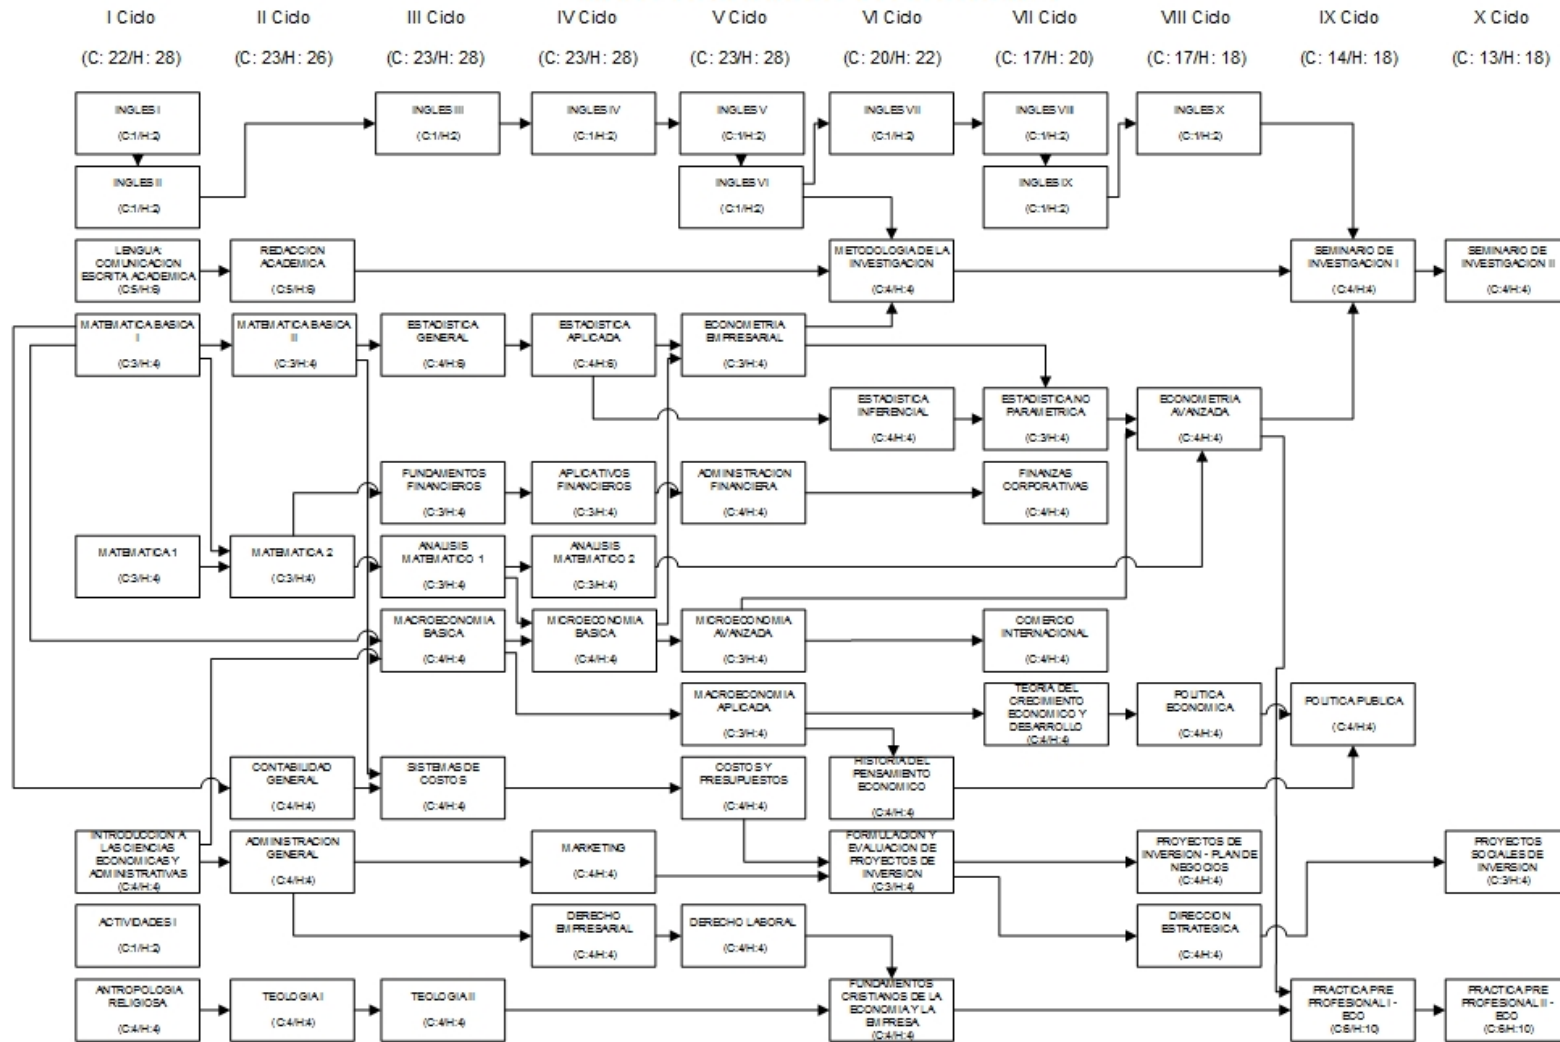 I Ciclo
II Ciclo
III Ciclo
IV Ciclo
V Ciclo
VI Ciclo
VII Ciclo
VIII Ciclo
IX Ciclo
X Ciclo
(C: 22/H: 28)
(C: 23/H: 26)
(C: 23/H: 28)
(C: 23/H: 28)
(C: 23/H: 28)
(C: 20/H: 22)
(C: 17/H: 20)
(C: 17/H: 18)
(C: 14/H: 18)
(C: 13/H: 18)
INGLES I
(C:1/H:2)
INGLES III
(C:1/H:2)
INGLES IV
(C:1/H:2)
INGLES V
(C:1/H:2)
INGLES VII
(C:1/H:2)
INGLES VIII
(C:1/H:2)
INGLES X
(C:1/H:2)
INGLES II
(C:1/H:2)
INGLES VI
(C:1/H:2)
INGLES IX
(C:1/H:2)
LENGUA:
COMUNICACION
ESCRITA ACADEMICA
(C:5/H:6)
REDACCION
ACADEMICA
(C:5/H:6)
METODOLOGIA DE LA
INVESTIGACION
(C:4/H:4)
SEMINARIO DE
INVESTIGACION I
(C:4/H:4)
SEMINARIO DE
INVESTIGACION II
(C:4/H:4)
MATEMATICA BASICA
I
(C:3/H:4)
MATEMATICA BASICA
II
(C:3/H:4)
ESTADISTICA
GENERAL
(C:4/H:6)
ESTADISTICA
APLICADA
(C:4/H:6)
ECONOMETRIA
EMPRESARIAL
(C:3/H:4)
ESTADISTICA
INFERENCIAL
(C:4/H:4)
ESTADISTICA NO
PARAMETRICA
(C:3/H:4)
ECONOMETRIA
AVANZADA
(C:4/H:4)
FUNDAMENTOS
FINANCIEROS
(C:3/H:4)
APLICATIVOS
FINANCIEROS
(C:3/H:4)
ADMINISTRACION
FINANCIERA
(C:4/H:4)
FINANZAS
CORPORATIVAS
(C:4/H:4)
MATEMATICA 1
(C:3/H:4)
MATEMATICA 2
(C:3/H:4)
ANALISIS
MATEMATICO 1
(C:3/H:4)
ANALISIS
MATEMATICO 2
(C:3/H:4)
MACROECONOMIA
BASICA
(C:4/H:4)
MICROECONOMIA
BASICA
(C:4/H:4)
MICROECONOMIA
AVANZADA
(C:3/H:4)
COMERCIO
INTERNACIONAL
(C:4/H:4)
MACROECONOMIA
APLICADA
(C:3/H:4)
TEORIA DEL
CRECIMIENTO
ECONOMICO Y
DESARROLLO
(C:4/H:4)
POLITICA
ECONOMICA
(C:4/H:4)
POLITICA PUBLICA
(C:4/H:4)
CONTABILIDAD
GENERAL
(C:4/H:4)
SISTEMAS DE
COSTOS
(C:4/H:4)
COSTOS Y
PRESUPUESTOS
(C:4/H:4)
HISTORIA DEL
PENSAMIENTO
ECONOMICO
(C:4/H:4)
INTRODUCCION A
LAS CIENCIAS
ECONOMICAS Y
ADMINISTRATIVAS
(C:4/H:4)
ADMINISTRACION
GENERAL
(C:4/H:4)
MARKETING
(C:4/H:4)
FORMULACION Y
EVALUACION DE
PROYECTOS DE
INVERSION
(C:3/H:4)
PROYECTOS DE
INVERSION - PLAN DE
NEGOCIOS
(C:4/H:4)
PROYECTOS
SOCIALES DE
INVERSION
(C:3/H:4)
ACTIVIDADES I
(C:1/H:2)
DERECHO
EMPRESARIAL
(C:4/H:4)
DERECHO LABORAL
(C:4/H:4)
DIRECCION
ESTRATEGICA
(C:4/H:4)
ANTROPOLOGIA
RELIGIOSA
(C:4/H:4)
TEOLOGIA I
(C:4/H:4)
TEOLOGIA II
(C:4/H:4)
FUNDAMENTOS
CRISTIANOS DE LA
ECONOMIA Y LA
EMPRESA
(C:4/H:4)
PRACTICA PRE
PROFESIONAL I -
ECO
(C:6/H:10)
PRACTICA PRE
PROFESIONAL II -
ECO
(C:6/H:10)